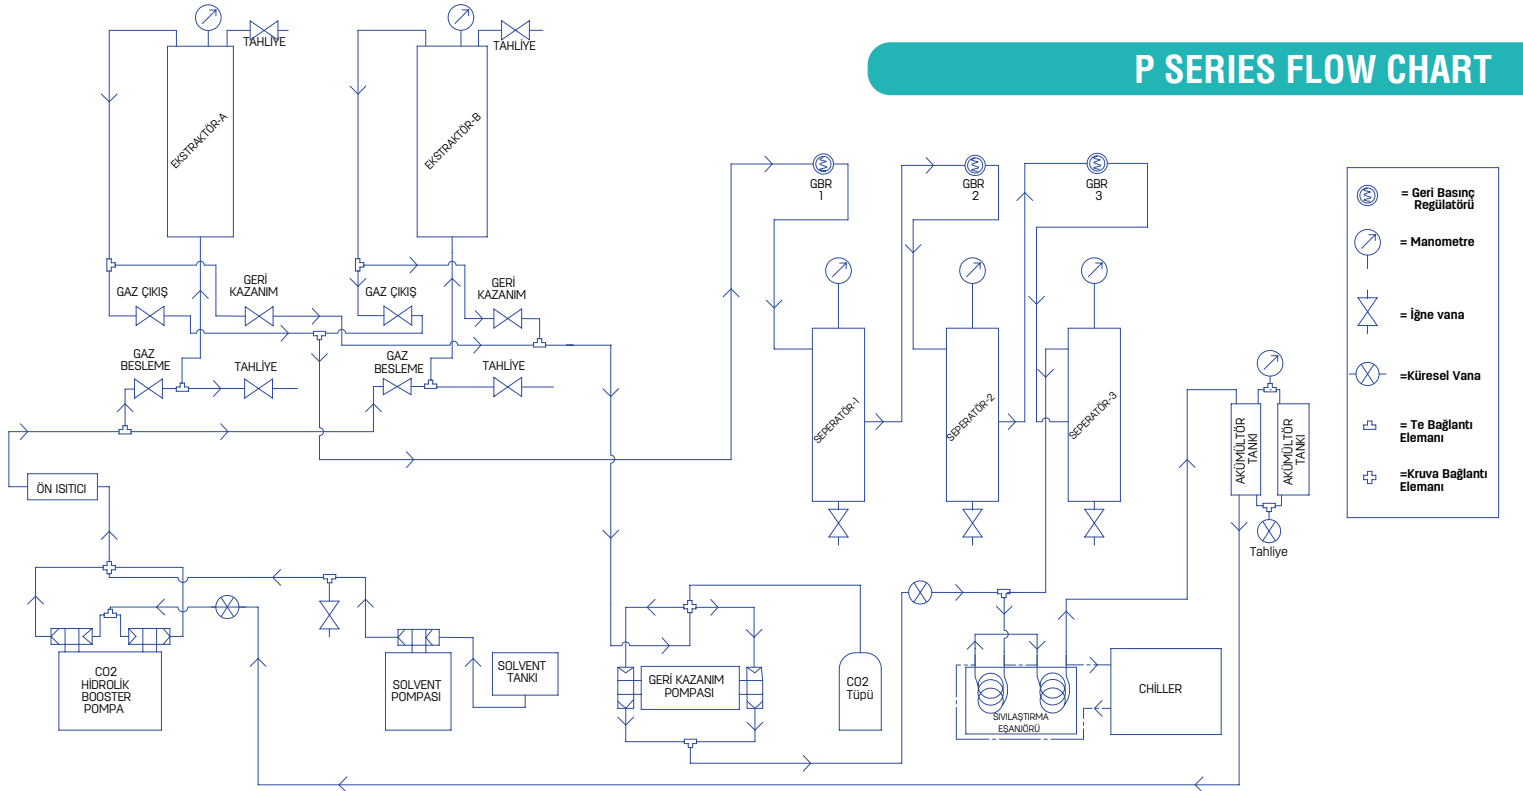 P SERIES FLOW CHART
TAHLİYE
TAHLİYE
EKSTRAKTÖR-A
EKSTRAKTÖR-B
GBR
1
GBR
2
GBR
3
= Geri Basınç
Regülatörü
= Manometre
= İğne vana
=Küresel Vana
= Te Bağlantı
Elemanı
=Kruva Bağlantı
Elemanı
GAZ ÇIKIŞ
GERİ
KAZANIM
GAZ ÇIKIŞ
GERİ
KAZANIM
GAZ
BESLEME
TAHLİYE
GAZ
BESLEME
TAHLİYE
SEPERATÖR-1
SEPERATÖR-2
SEPERATÖR-3
AKÜMÜLTÖR
TANKI
AKÜMÜLTÖR
TANKI
Tahliye
ÖN ISITICI
CO2
HİDROLİK
BOOSTER
POMPA
SOLVENT
POMPASI
SOLVENT
TANKI
GERİ KAZANIM
POMPASI
CO2
Tüpü
SIVILAŞTIRMA
EŞANJÖRÜ
CHİLLER